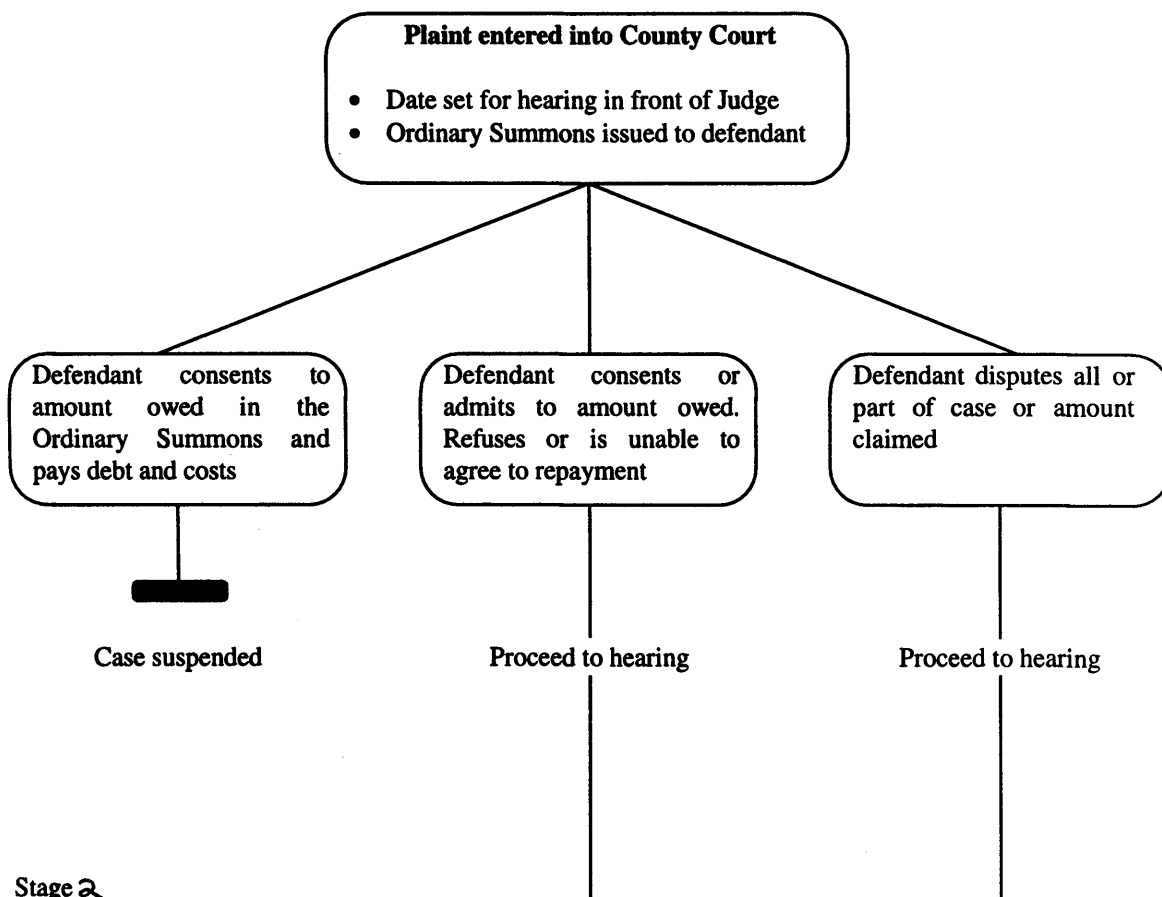 Plaint entered into County Court
• Date set for hearing in front of Judge
• Ordinary Summons issued to defendant
Defendant consents to
amount owed in the
Ordinary Summons and
pays debt and costs
Defendant consents or
admits to amount owed.
Refuses or is unable to
agree to repayment
Defendant disputes all or
part of case or amount
claimed
Case suspended
Proceed to hearing
Proceed to hearing
Stage 2